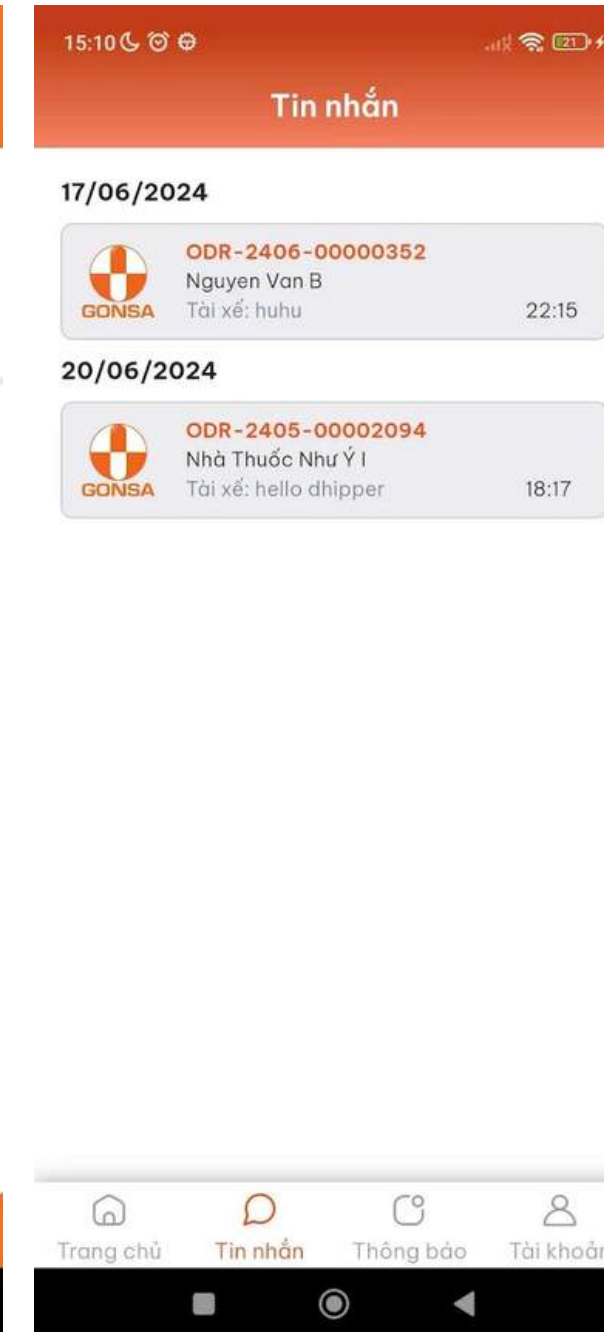 15:10
21
Tin nhắn
17/06/2024
ODR-2406-00000352
Nguyen Van B
GONSA
Tài xế: huhu
22:15
20/06/2024
ODR-2405-00002094
Nhà Thuốc Như Ý I
GONSA
Tài xế: hello dhipper
18:17
Trang chủ
Tin nhắn
Thông báo
Tài khoản